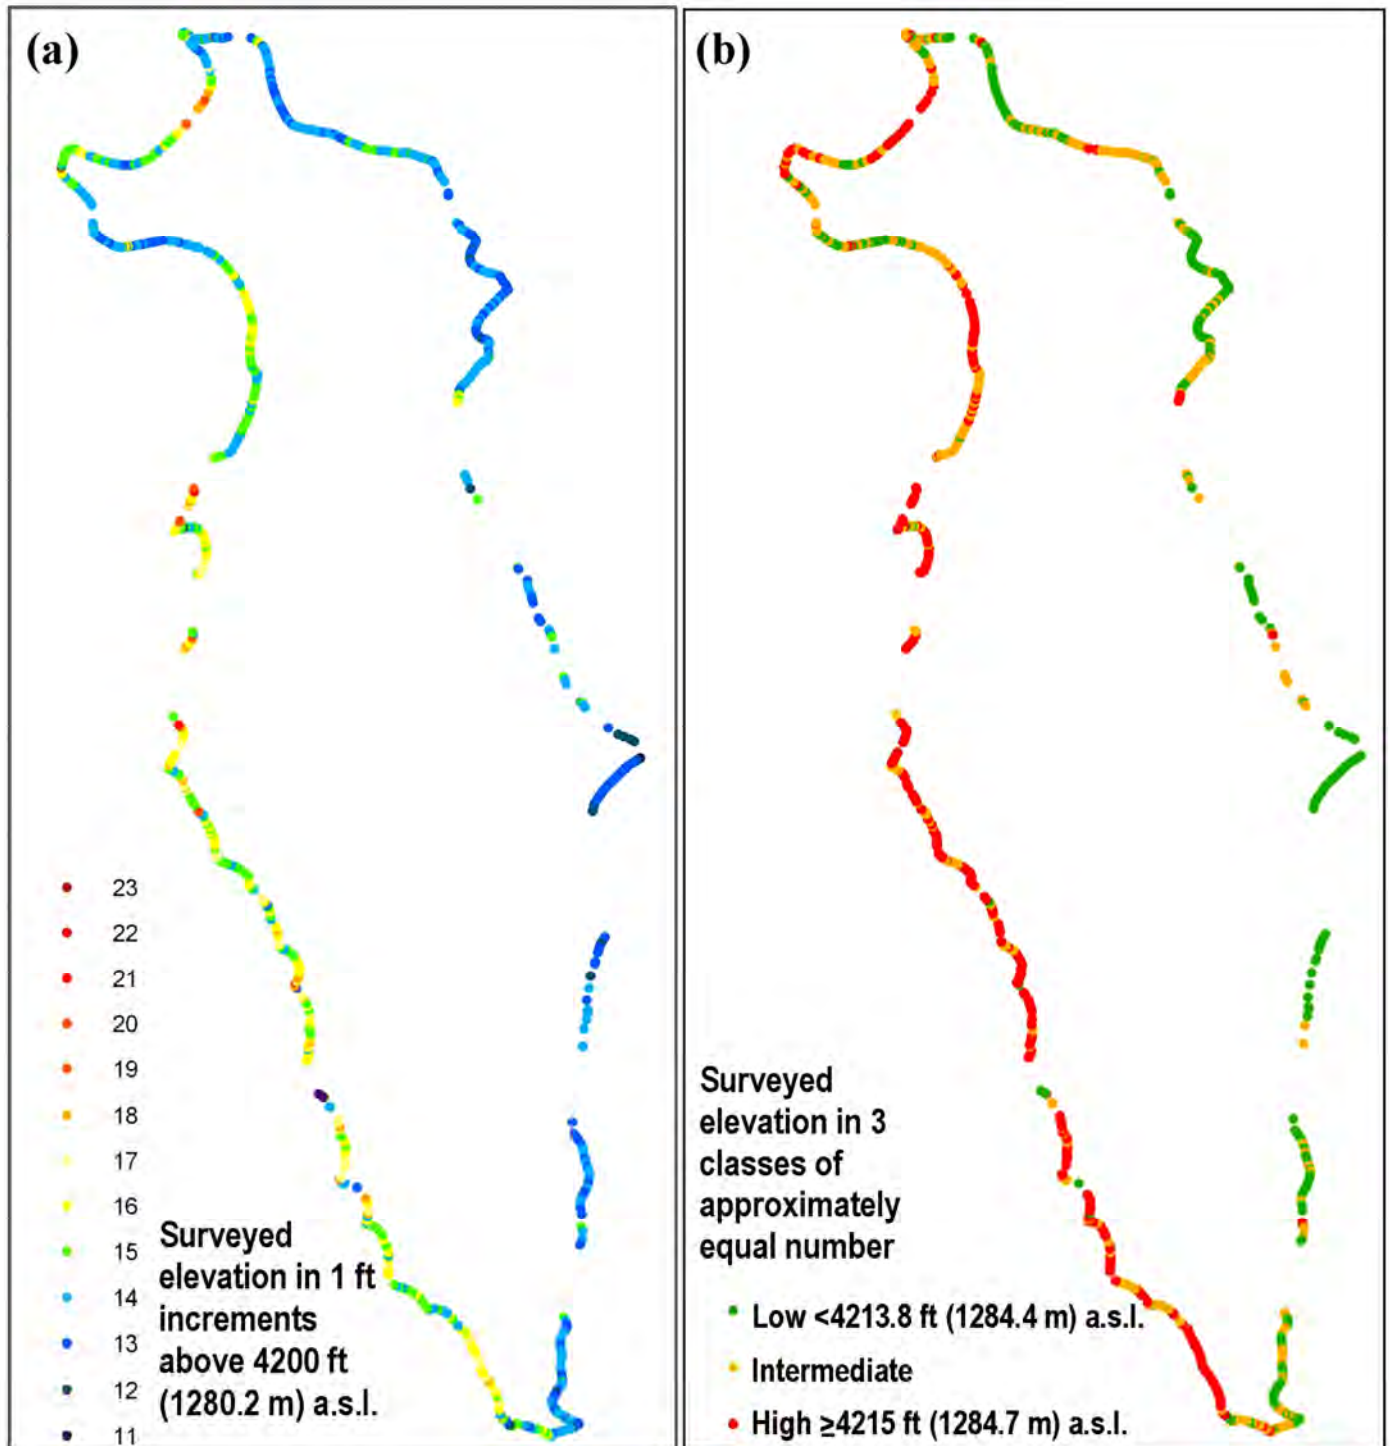 (a)
23
22
21
20
19
18
17
16
15
14
13
12
11
Surveyed
elevation in 1 ft
increments
above 4200 ft
(1280.2 m) a.s.l.
(b)
Surveyed
elevation in 3
classes of
approximately
equal number
Low <4213.8 ft (1284.4 m) a.s.l.
Intermediate
High ≥4215 ft (1284.7 m) a.s.l.